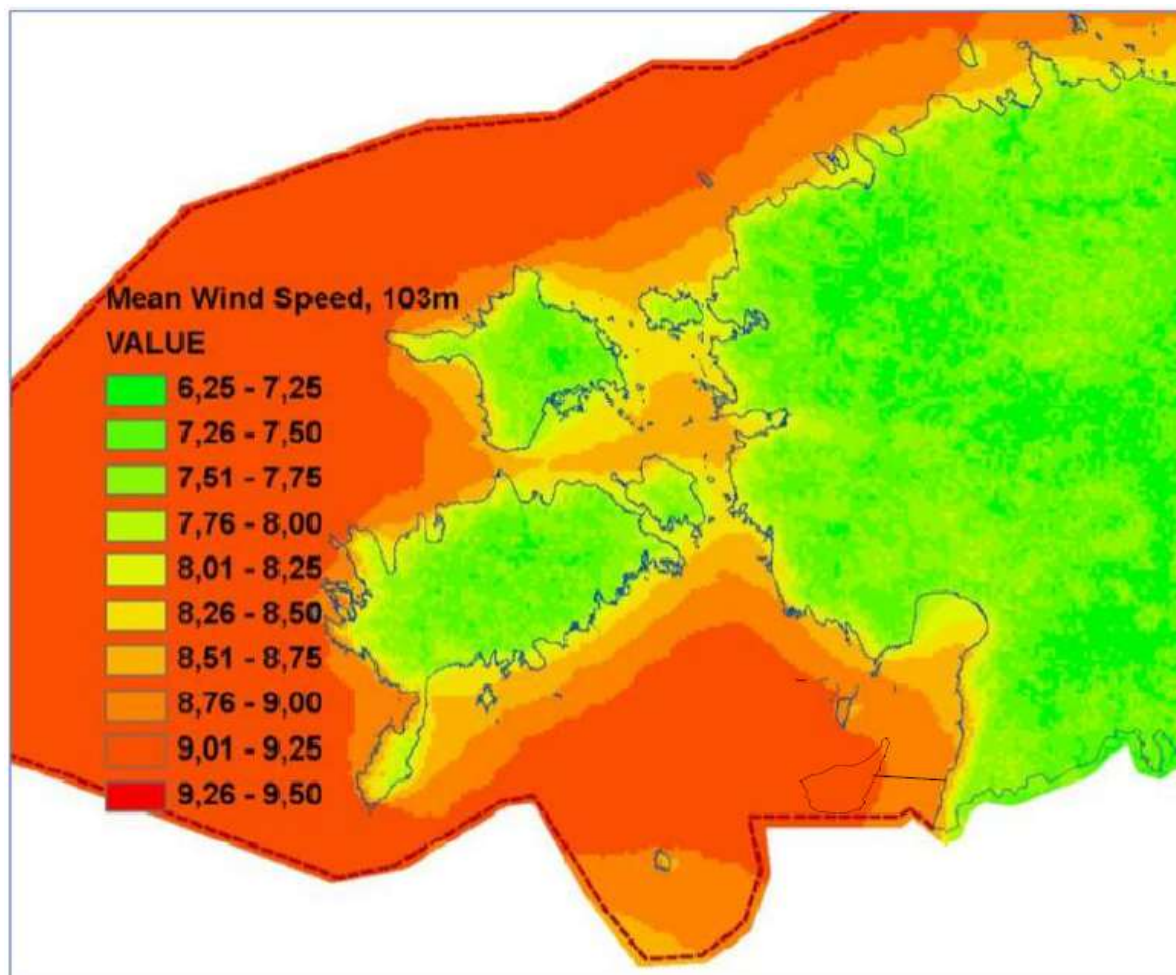 Mean Wind Speed, 103m
VALUE
6,25 - 7,25
7,26 - 7,50
7,51 - 7,75
7,76 - 8,00
8,01 - 8,25
8,26 - 8,50
8,51 - 8,75
8,76 - 9,00
9,01 - 9,25
9,26 - 9,50